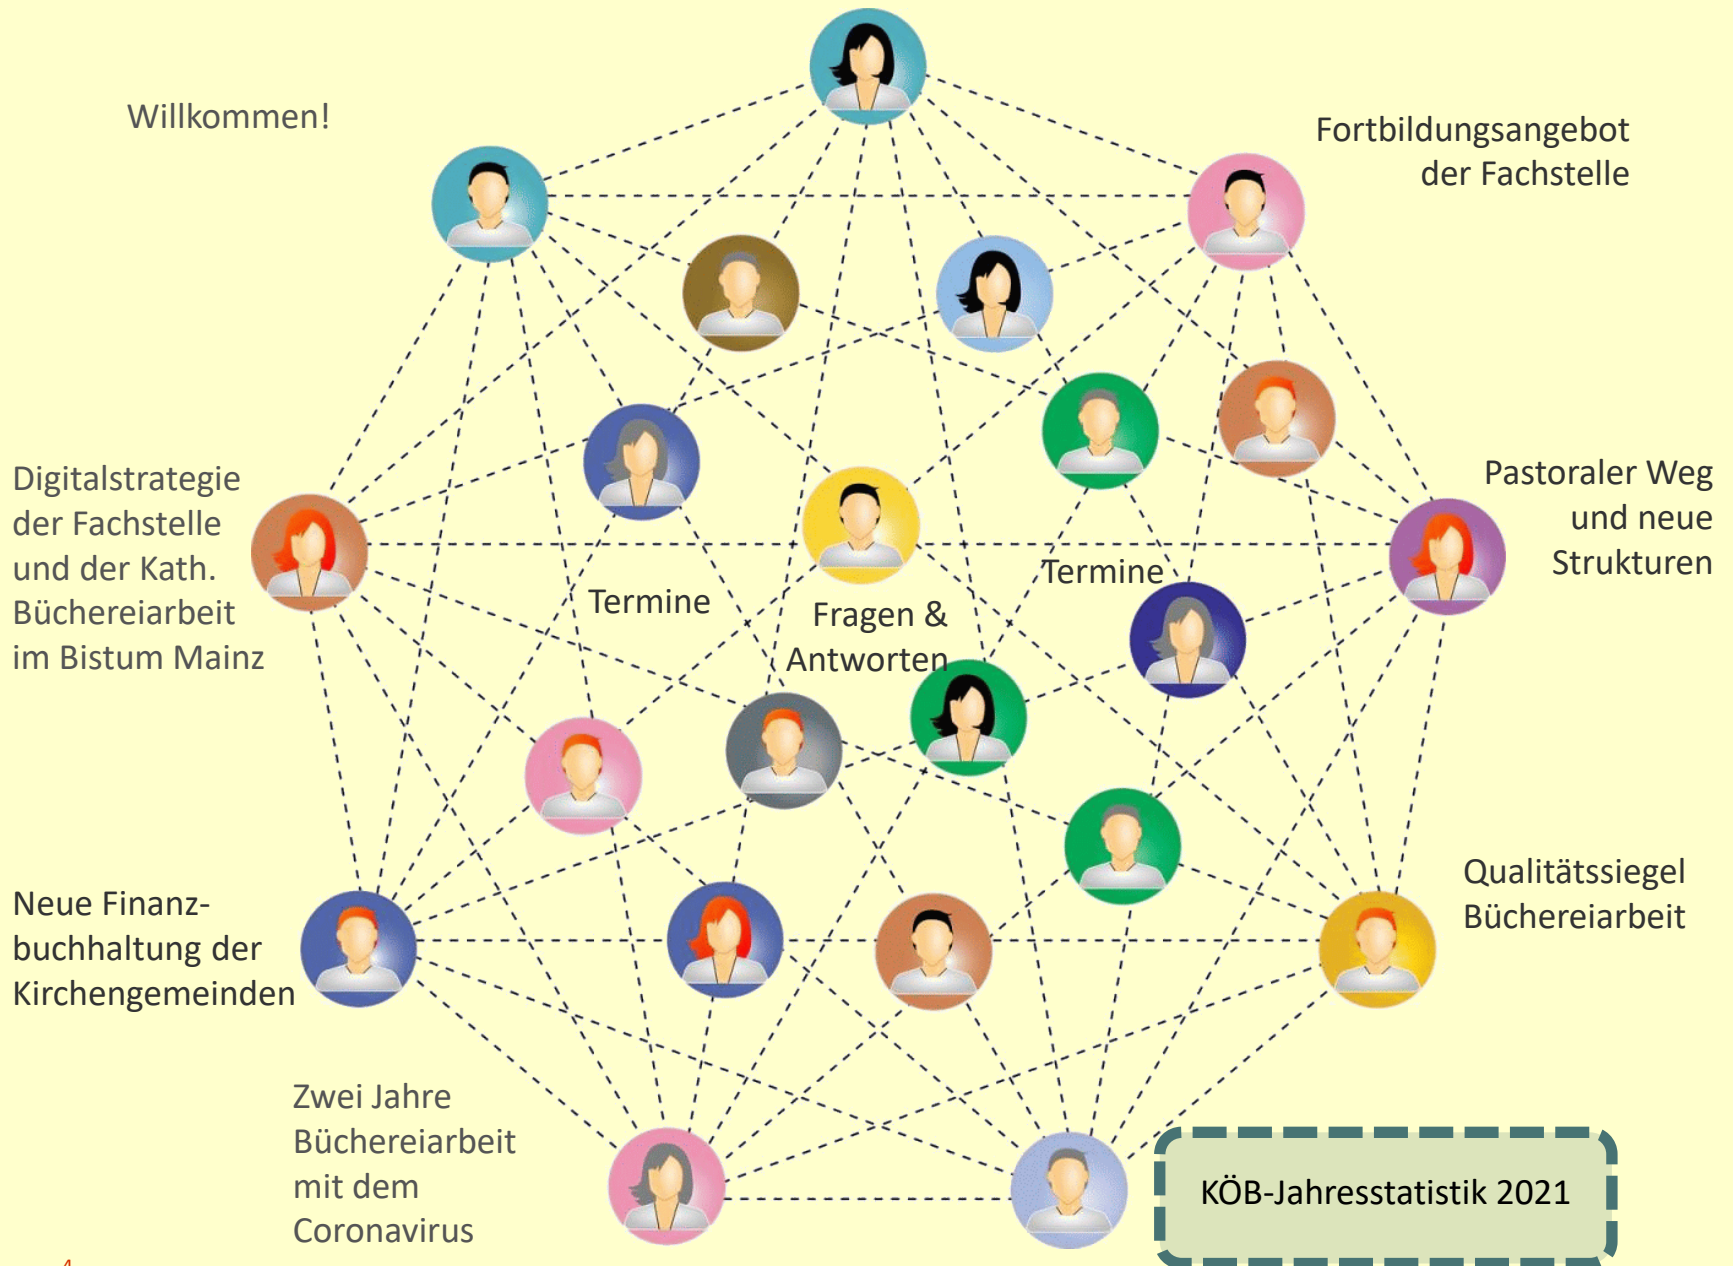 Willkommen!
Fortbildungsangebot
der Fachstelle
Digitalstrategie
der Fachstelle
und der Kath.
Büchereiarbeit
im Bistum Mainz
Pastoraler Weg
und neue
Strukturen
Termine
Fragen &
Antworten
Termine
Neue Finanz-
buchhaltung der
Kirchengemeinden
Qualitätssiegel
Büchereiarbeit
Zwei Jahre
Büchereiarbeit
mit dem
Coronavirus
KÖB-Jahresstatistik 2021